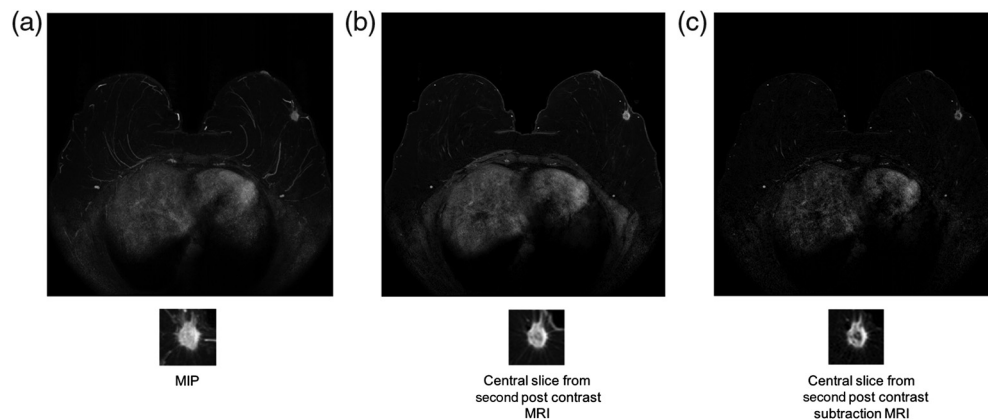 (a)
(b)
(c)
MIP
Central slice from
second post contrast
MRI
Central slice from
second post contrast
subtraction MRI